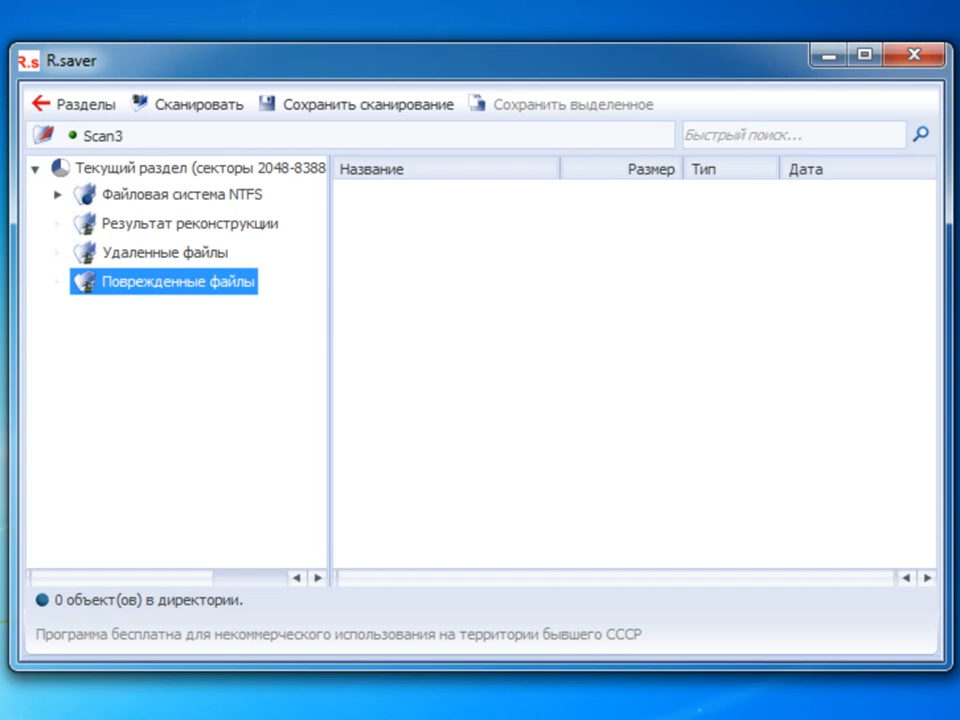 R.s R.saver
Разделы Сканировать Сохранить сканирование Сохранить выделенное
Scan3 Быстрый поиск...
Текущий раздел (секторы 2048-8388 Название Размер Тип Дата
Файловая система NTFS
Результат реконструкции
Удаленные файлы
Поврежденные файлы
0 объект(ов) в директории.
Программа бесплатна для некоммерческого использования на территории бывшего СССР